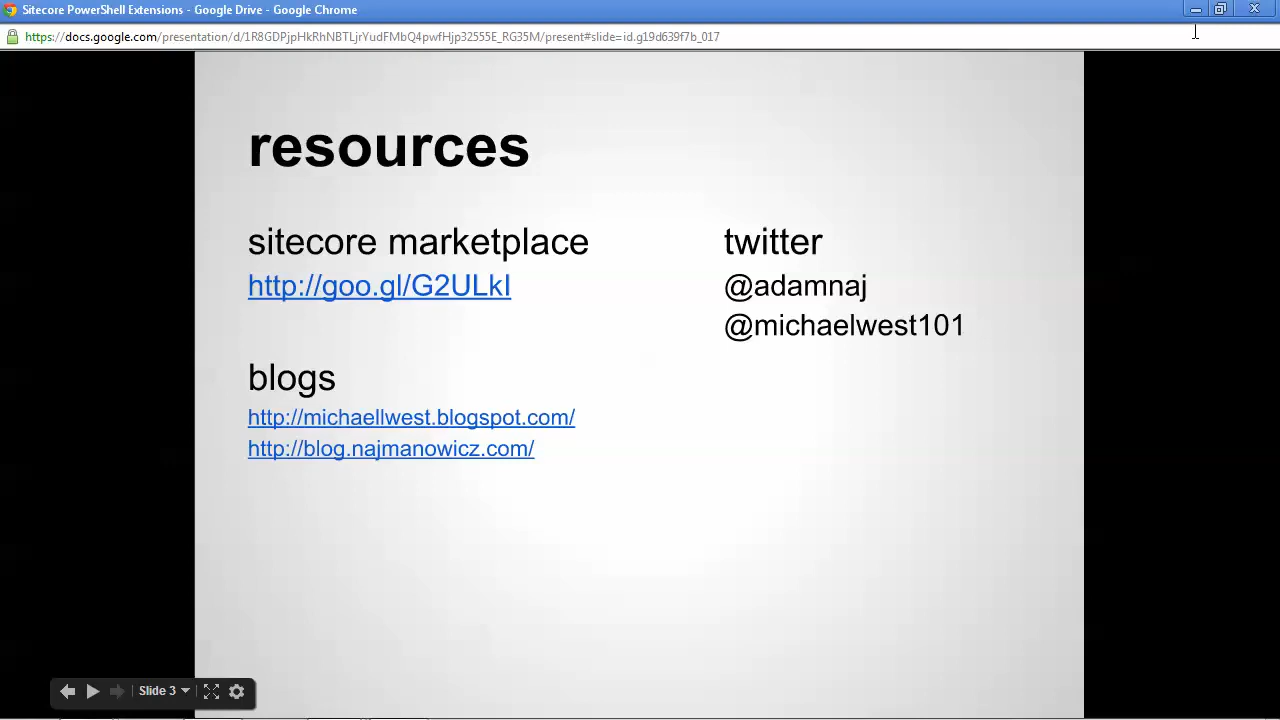 Sitecore PowerShell Extensions - Google Drive - Google Chrome
https://docs.google.com/presentation/d/1R8GDPjpHkRhNBTLjrYudFMbQ4pwfHjp32555E_RG35M/present#slide=id.g19d639f7b_017
resources
sitecore marketplace
http://goo.gl/G2ULkI
blogs
http://michaellwest.blogspot.com/
http://blog.najmanowicz.com/
twitter
@adamnaj
@michaelwest101
Slide 3